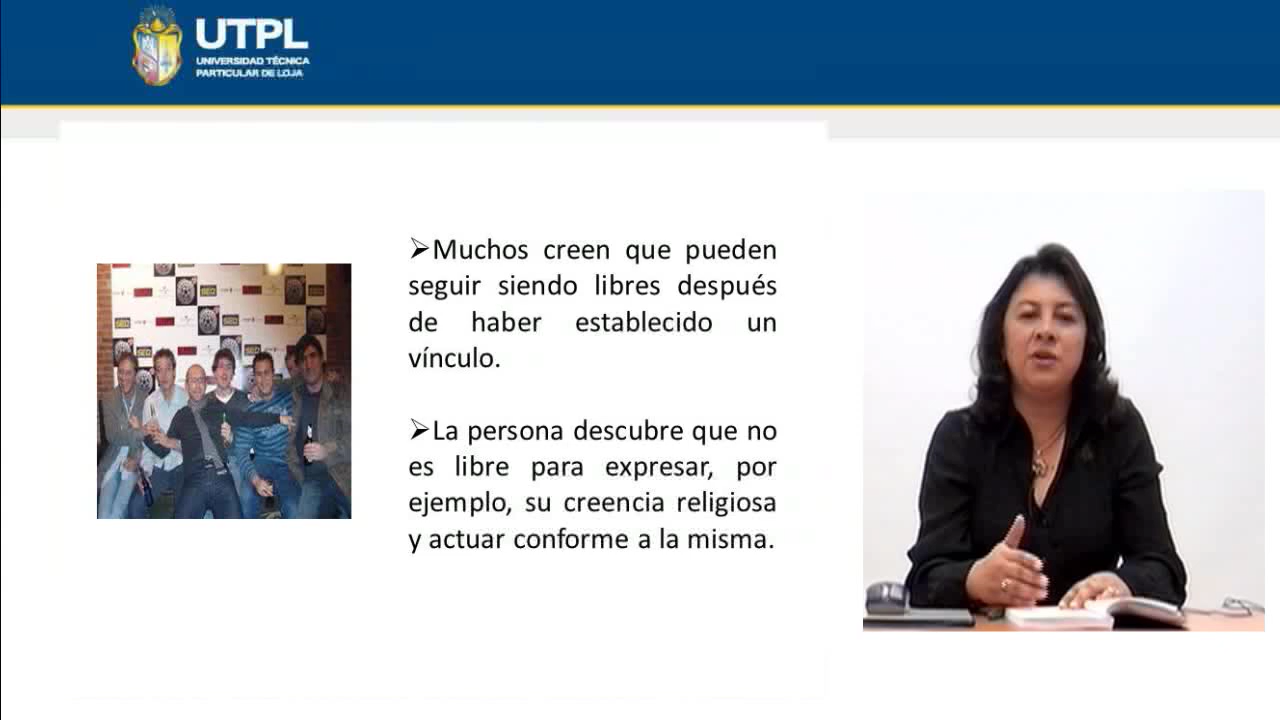 UTPL
UNIVERSIDAD TÉCNICA
PARTICULAR DE LOJA
➢Muchos creen que pueden
seguir siendo libres después
de haber establecido un
vínculo.
➢La persona descubre que no
es libre para expresar, por
ejemplo, su creencia religiosa
y actuar conforme a la misma.